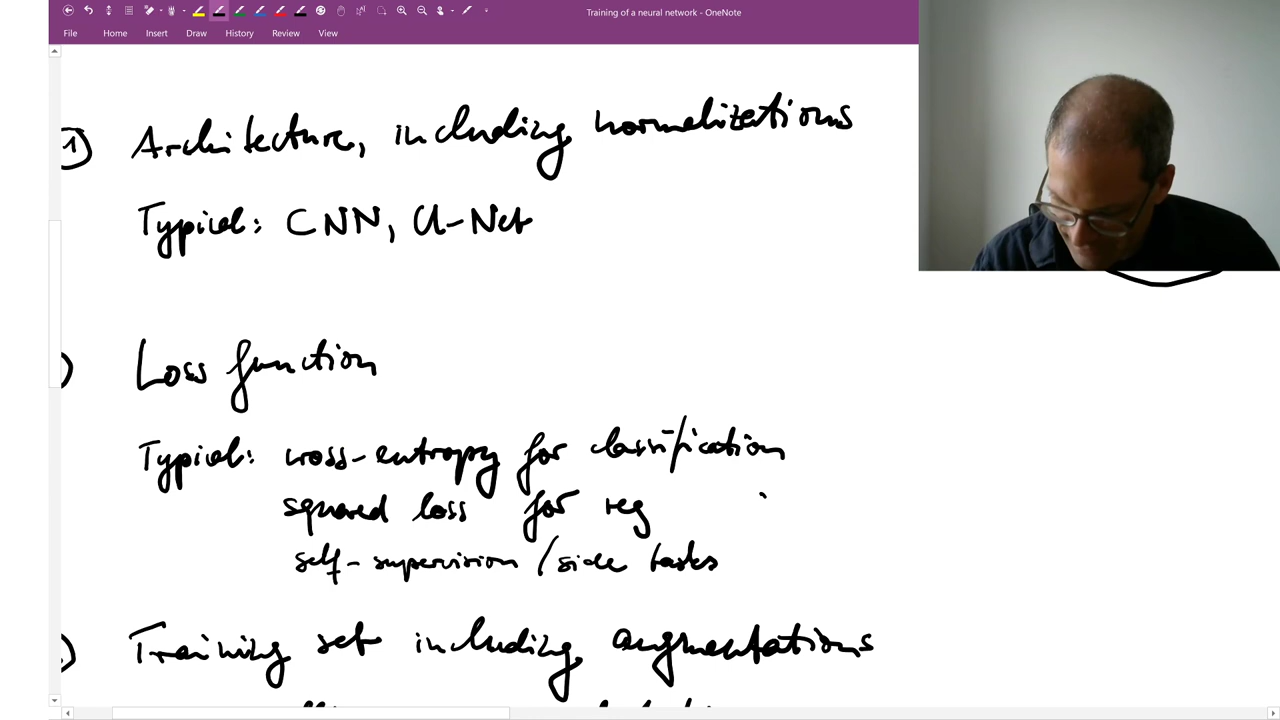 Training of a neural network - OneNote
File Home Insert Draw History Review View
1) Architecture, including normalizations
Typical: CNN, U-Net
) Loss function
Typical: cross-entropy for classification
squared loss for reg
self-supervision / side tasks
) Training set including augmentations